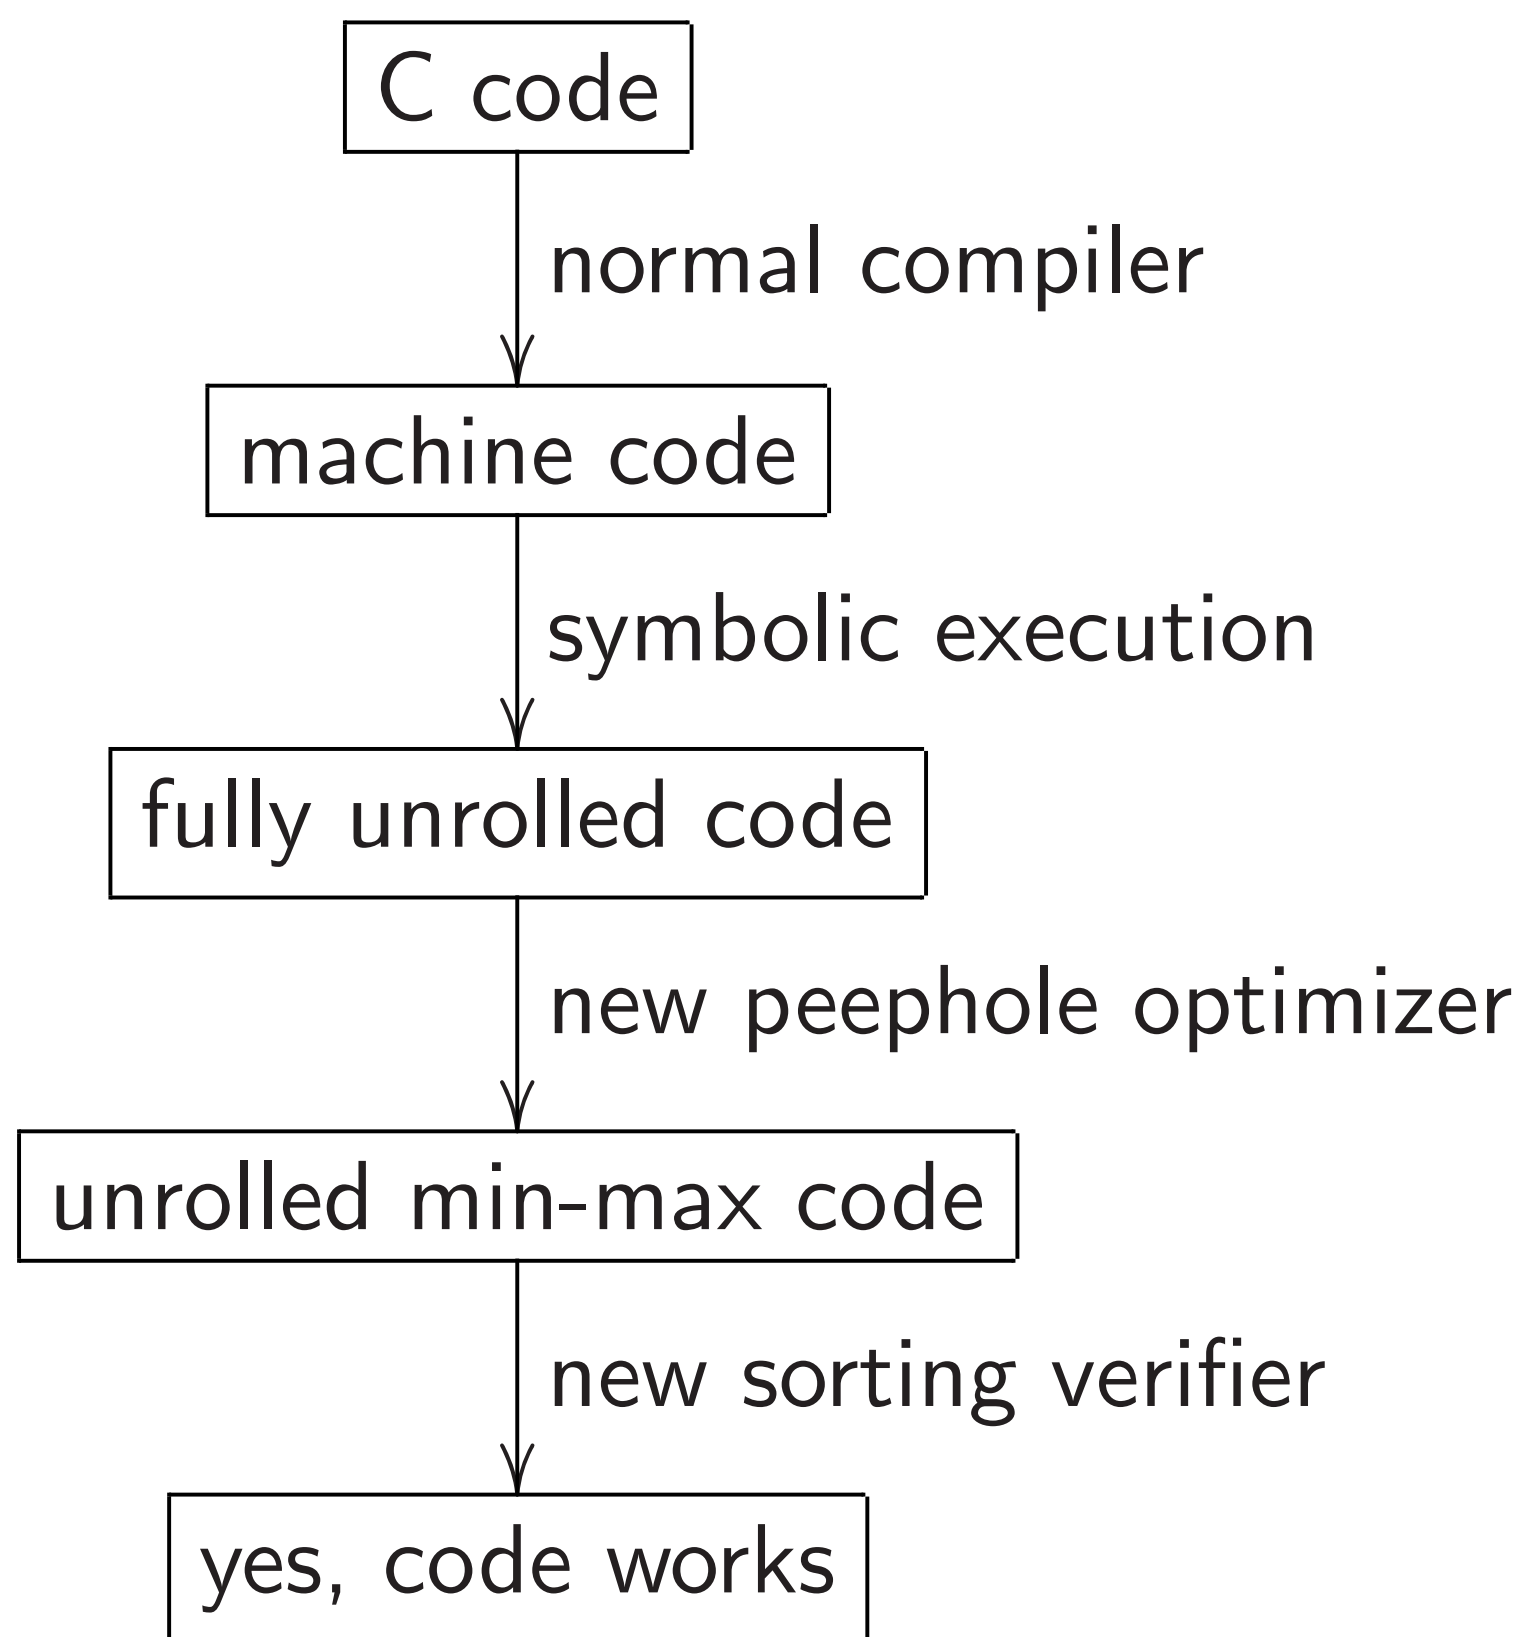 C code
normal compiler
machine code
symbolic execution
fully unrolled code
new peephole optimizer
unrolled min-max code
new sorting verifier
yes, code works